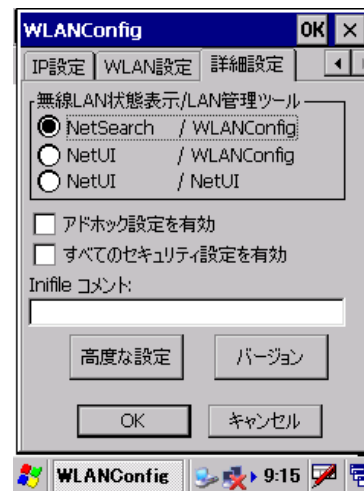 WLANConfig OK
IP設定 WLAN設定 詳細設定
無線LAN状態表示/LAN管理ツール
NetSearch / WLANConfig
NetUI / WLANConfig
NetUI / NetUI
アドホック設定を有効
すべてのセキュリティ設定を有効
Inifile コメント:
高度な設定 バージョン
OK キャンセル
WLANConfig 9:15